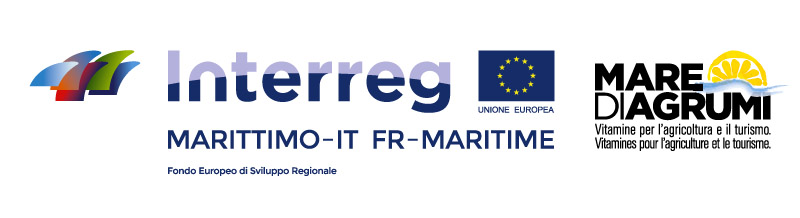 Interreg
UNIONE EUROPEA
MARITTIMO-IT FR-MARITIME
Fondo Europeo di Sviluppo Regionale
MARE
DIAGRUMI
Vitamine per l'agricoltura e il turismo.
Vitamines pour l'agriculture et le tourisme.